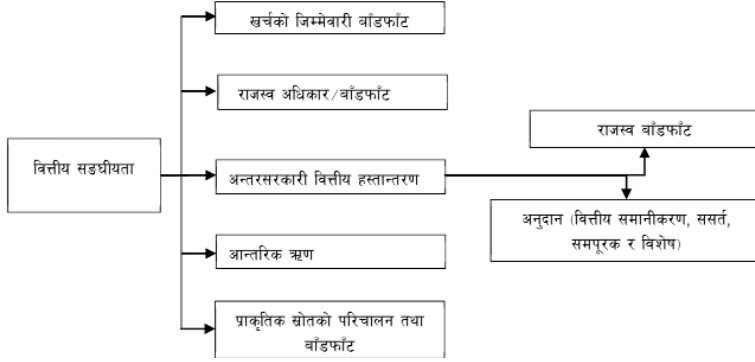 खर्चको जिम्मेवारी बाँडफाँट
राजस्व अधिकार/बाँडफाँट
राजस्व बाँडफाँट
वित्तीय सङघीयता
अन्तरसरकारी वित्तीय हस्तान्तरण
अनुदान (वित्तीय समानीकरण, ससर्त,
समपूरक र विशेष)
आन्तरिक ऋण
प्राकृतिक स्रोतको परिचालन तथा
बाँडफाँट